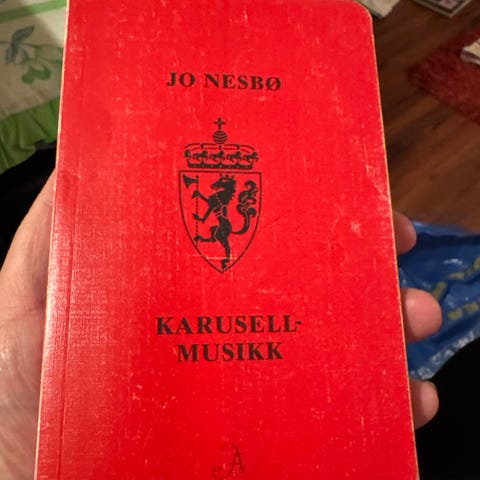 JO NESBØ
KARUSELL-
MUSIKK
A